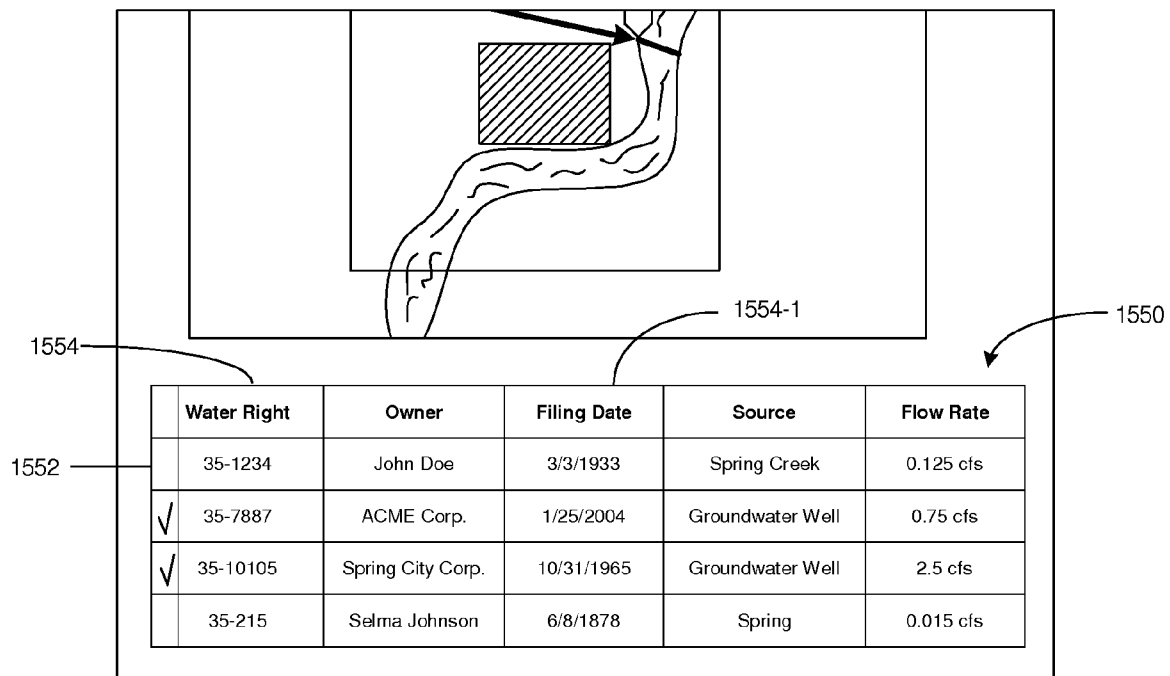 1554-1
1550
1554
Water Right Owner Filing Date Source Flow Rate
1552
35-1234 John Doe 3/3/1933 Spring Creek 0.125 cfs
√ 35-7887 ACME Corp. 1/25/2004 Groundwater Well 0.75 cfs
√ 35-10105 Spring City Corp. 10/31/1965 Groundwater Well 2.5 cfs
35-215 Selma Johnson 6/8/1878 Spring 0.015 cfs